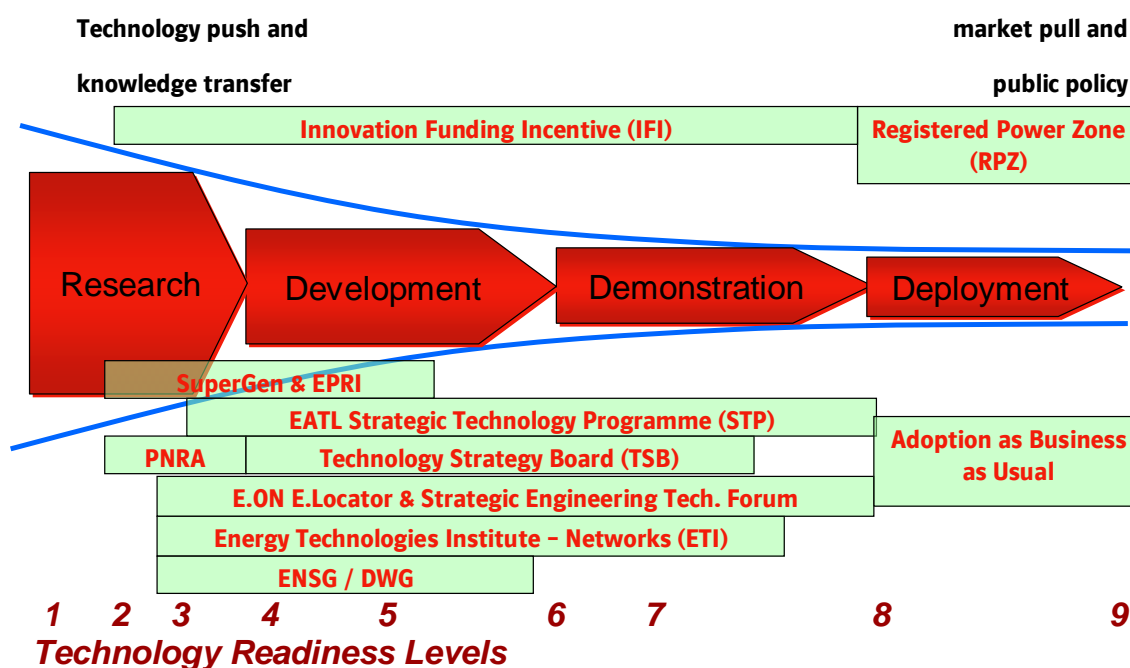 Technology push and
market pull and
knowledge transfer
public policy
Innovation Funding Incentive (IFI)
Registered Power Zone
(RPZ)
Research
Development
Demonstration
Deployment
SuperGen & EPRI
EATL Strategic Technology Programme (STP)
Adoption as Business
as Usual
PNRA
Technology Strategy Board (TSB)
E.ON E.Locator & Strategic Engineering Tech. Forum
Energy Technologies Institute – Networks (ETI)
ENSG / DWG
1 2 3 4 5 6 7 8 9
Technology Readiness Levels